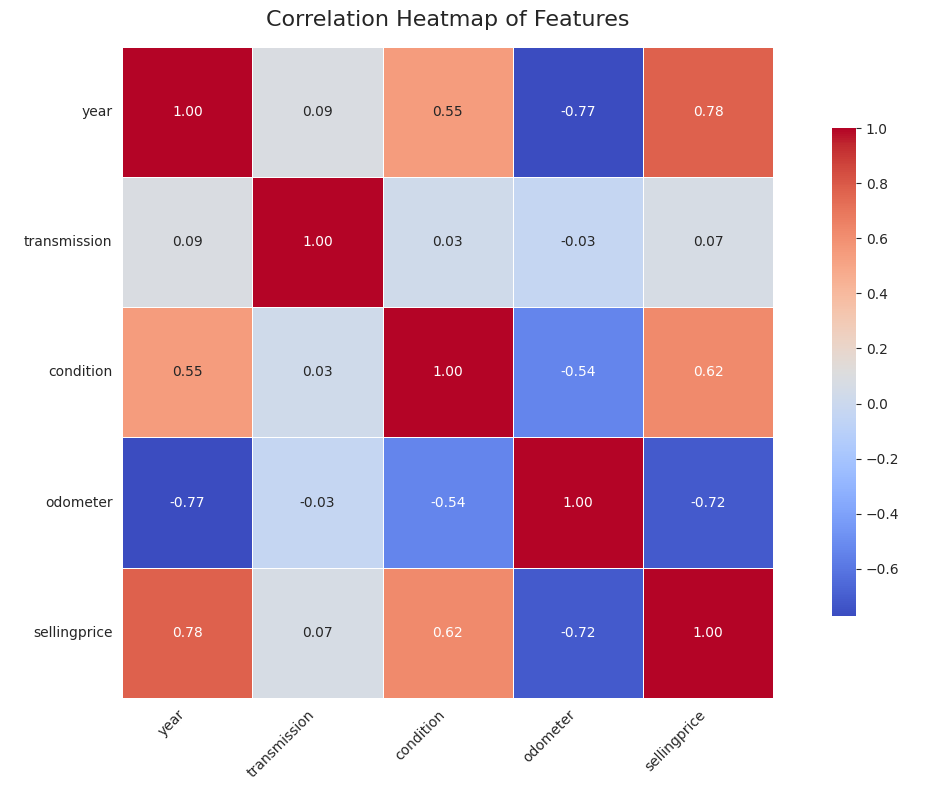 Correlation Heatmap of Features
year 1.00 0.09 0.55 -0.77 0.78
transmission 0.09 1.00 0.03 -0.03 0.07
condition 0.55 0.03 1.00 -0.54 0.62
odometer -0.77 -0.03 -0.54 1.00 -0.72
sellingprice 0.78 0.07 0.62 -0.72 1.00
year transmission condition odometer sellingprice
1.0
0.8
0.6
0.4
0.2
0.0
−0.2
−0.4
−0.6